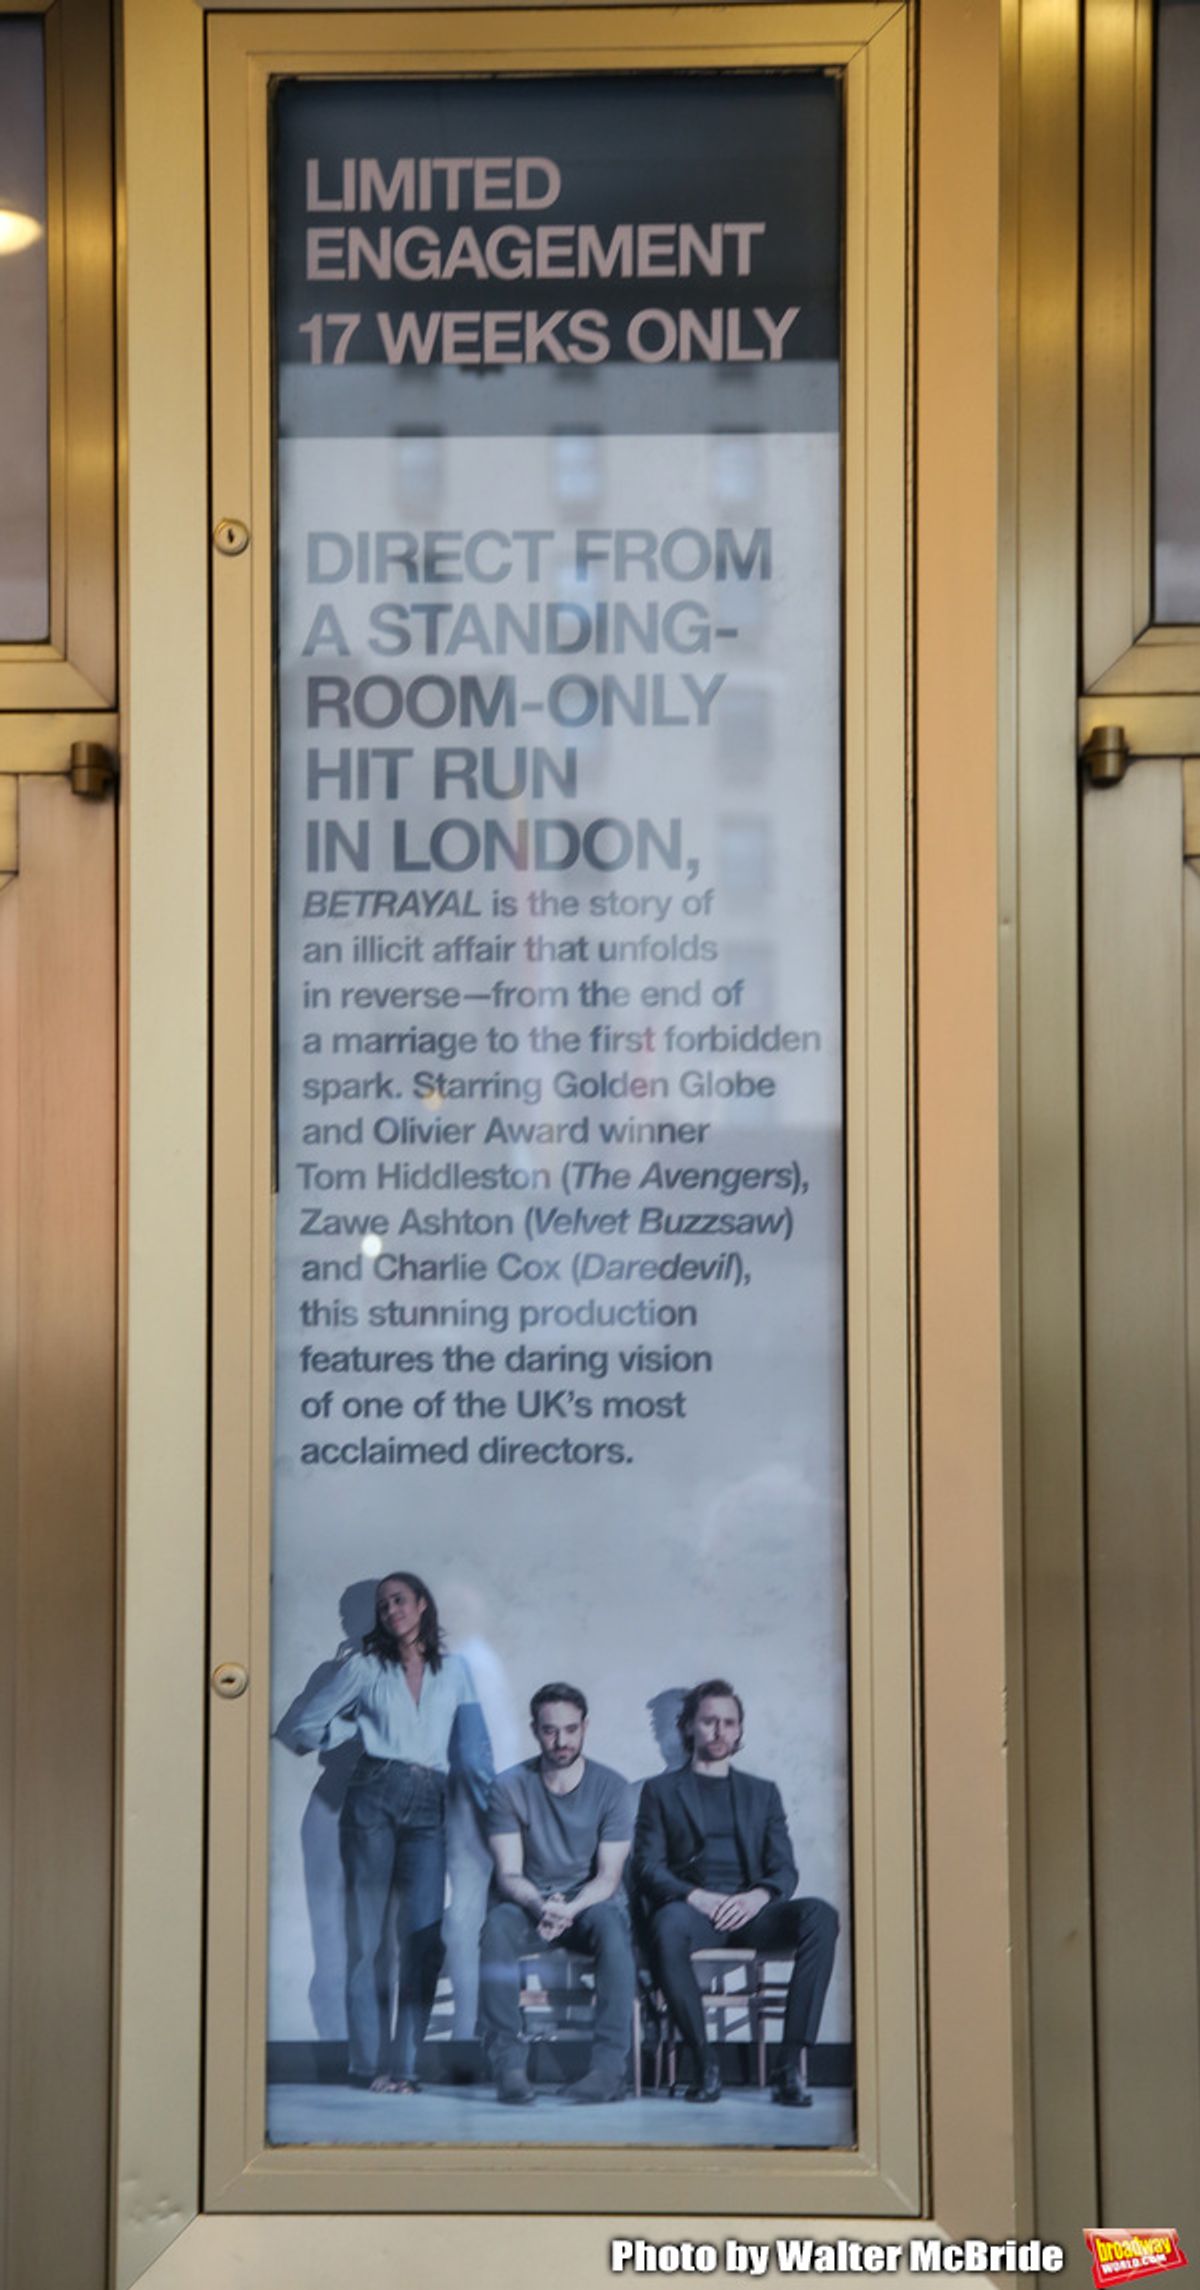 LIMITED
ENGAGEMENT
17 WEEKS ONLY
DIRECT FROM
A STANDING-
ROOM-ONLY
HIT RUN
IN LONDON,
BETRAYAL is the story of
an illicit affair that unfolds
in reverse—from the end of
a marriage to the first forbidden
spark. Starring Golden Globe
and Olivier Award winner
Tom Hiddleston (The Avengers),
Zawe Ashton (Velvet Buzzsaw)
and Charlie Cox (Daredevil),
this stunning production
features the daring vision
of one of the UK's most
acclaimed directors.
Photo by Walter McBride
broadway
WORLD.COM